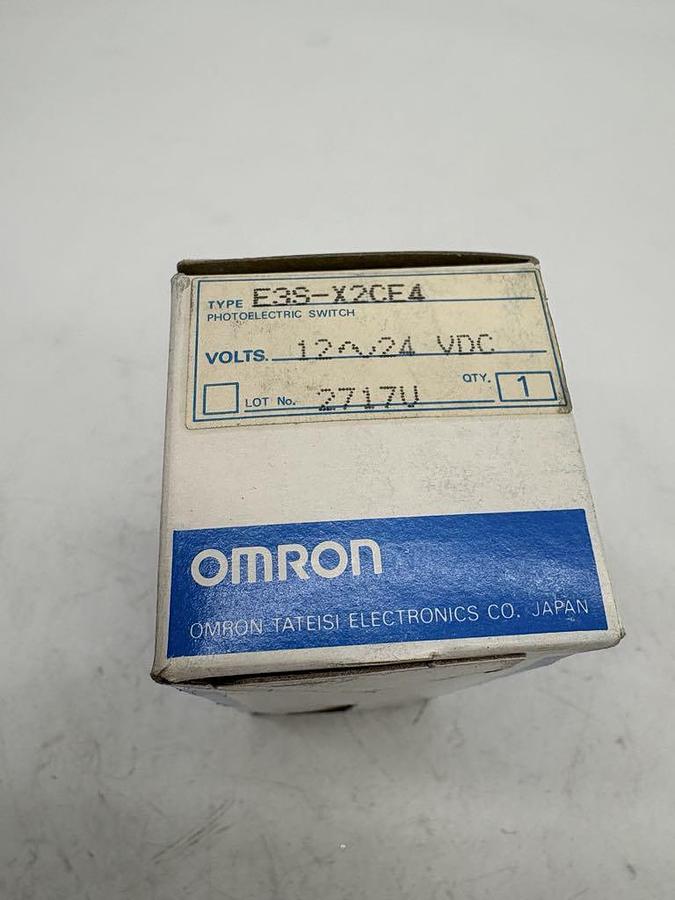 TYPE E3S-X2CE4
PHOTOELECTRIC SWITCH
VOLTS. 12∿24 VDC
LOT No. 2717U QTY. 1
OMRON
OMRON TATEISI ELECTRONICS CO. JAPAN